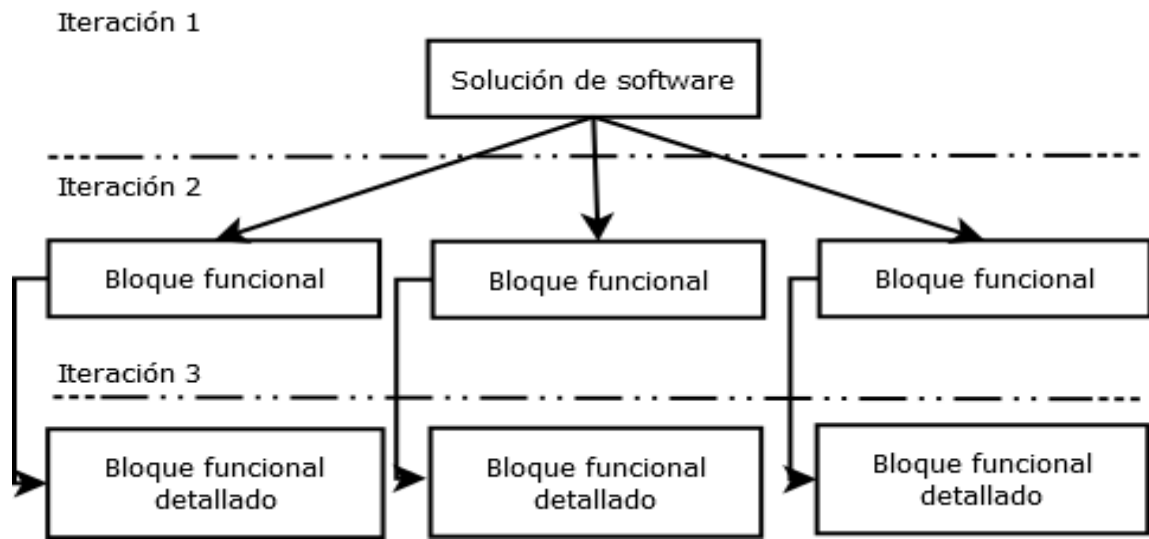 Iteración 1
Solución de software
Iteración 2
Bloque funcional
Bloque funcional
Bloque funcional
Iteración 3
Bloque funcional
detallado
Bloque funcional
detallado
Bloque funcional
detallado